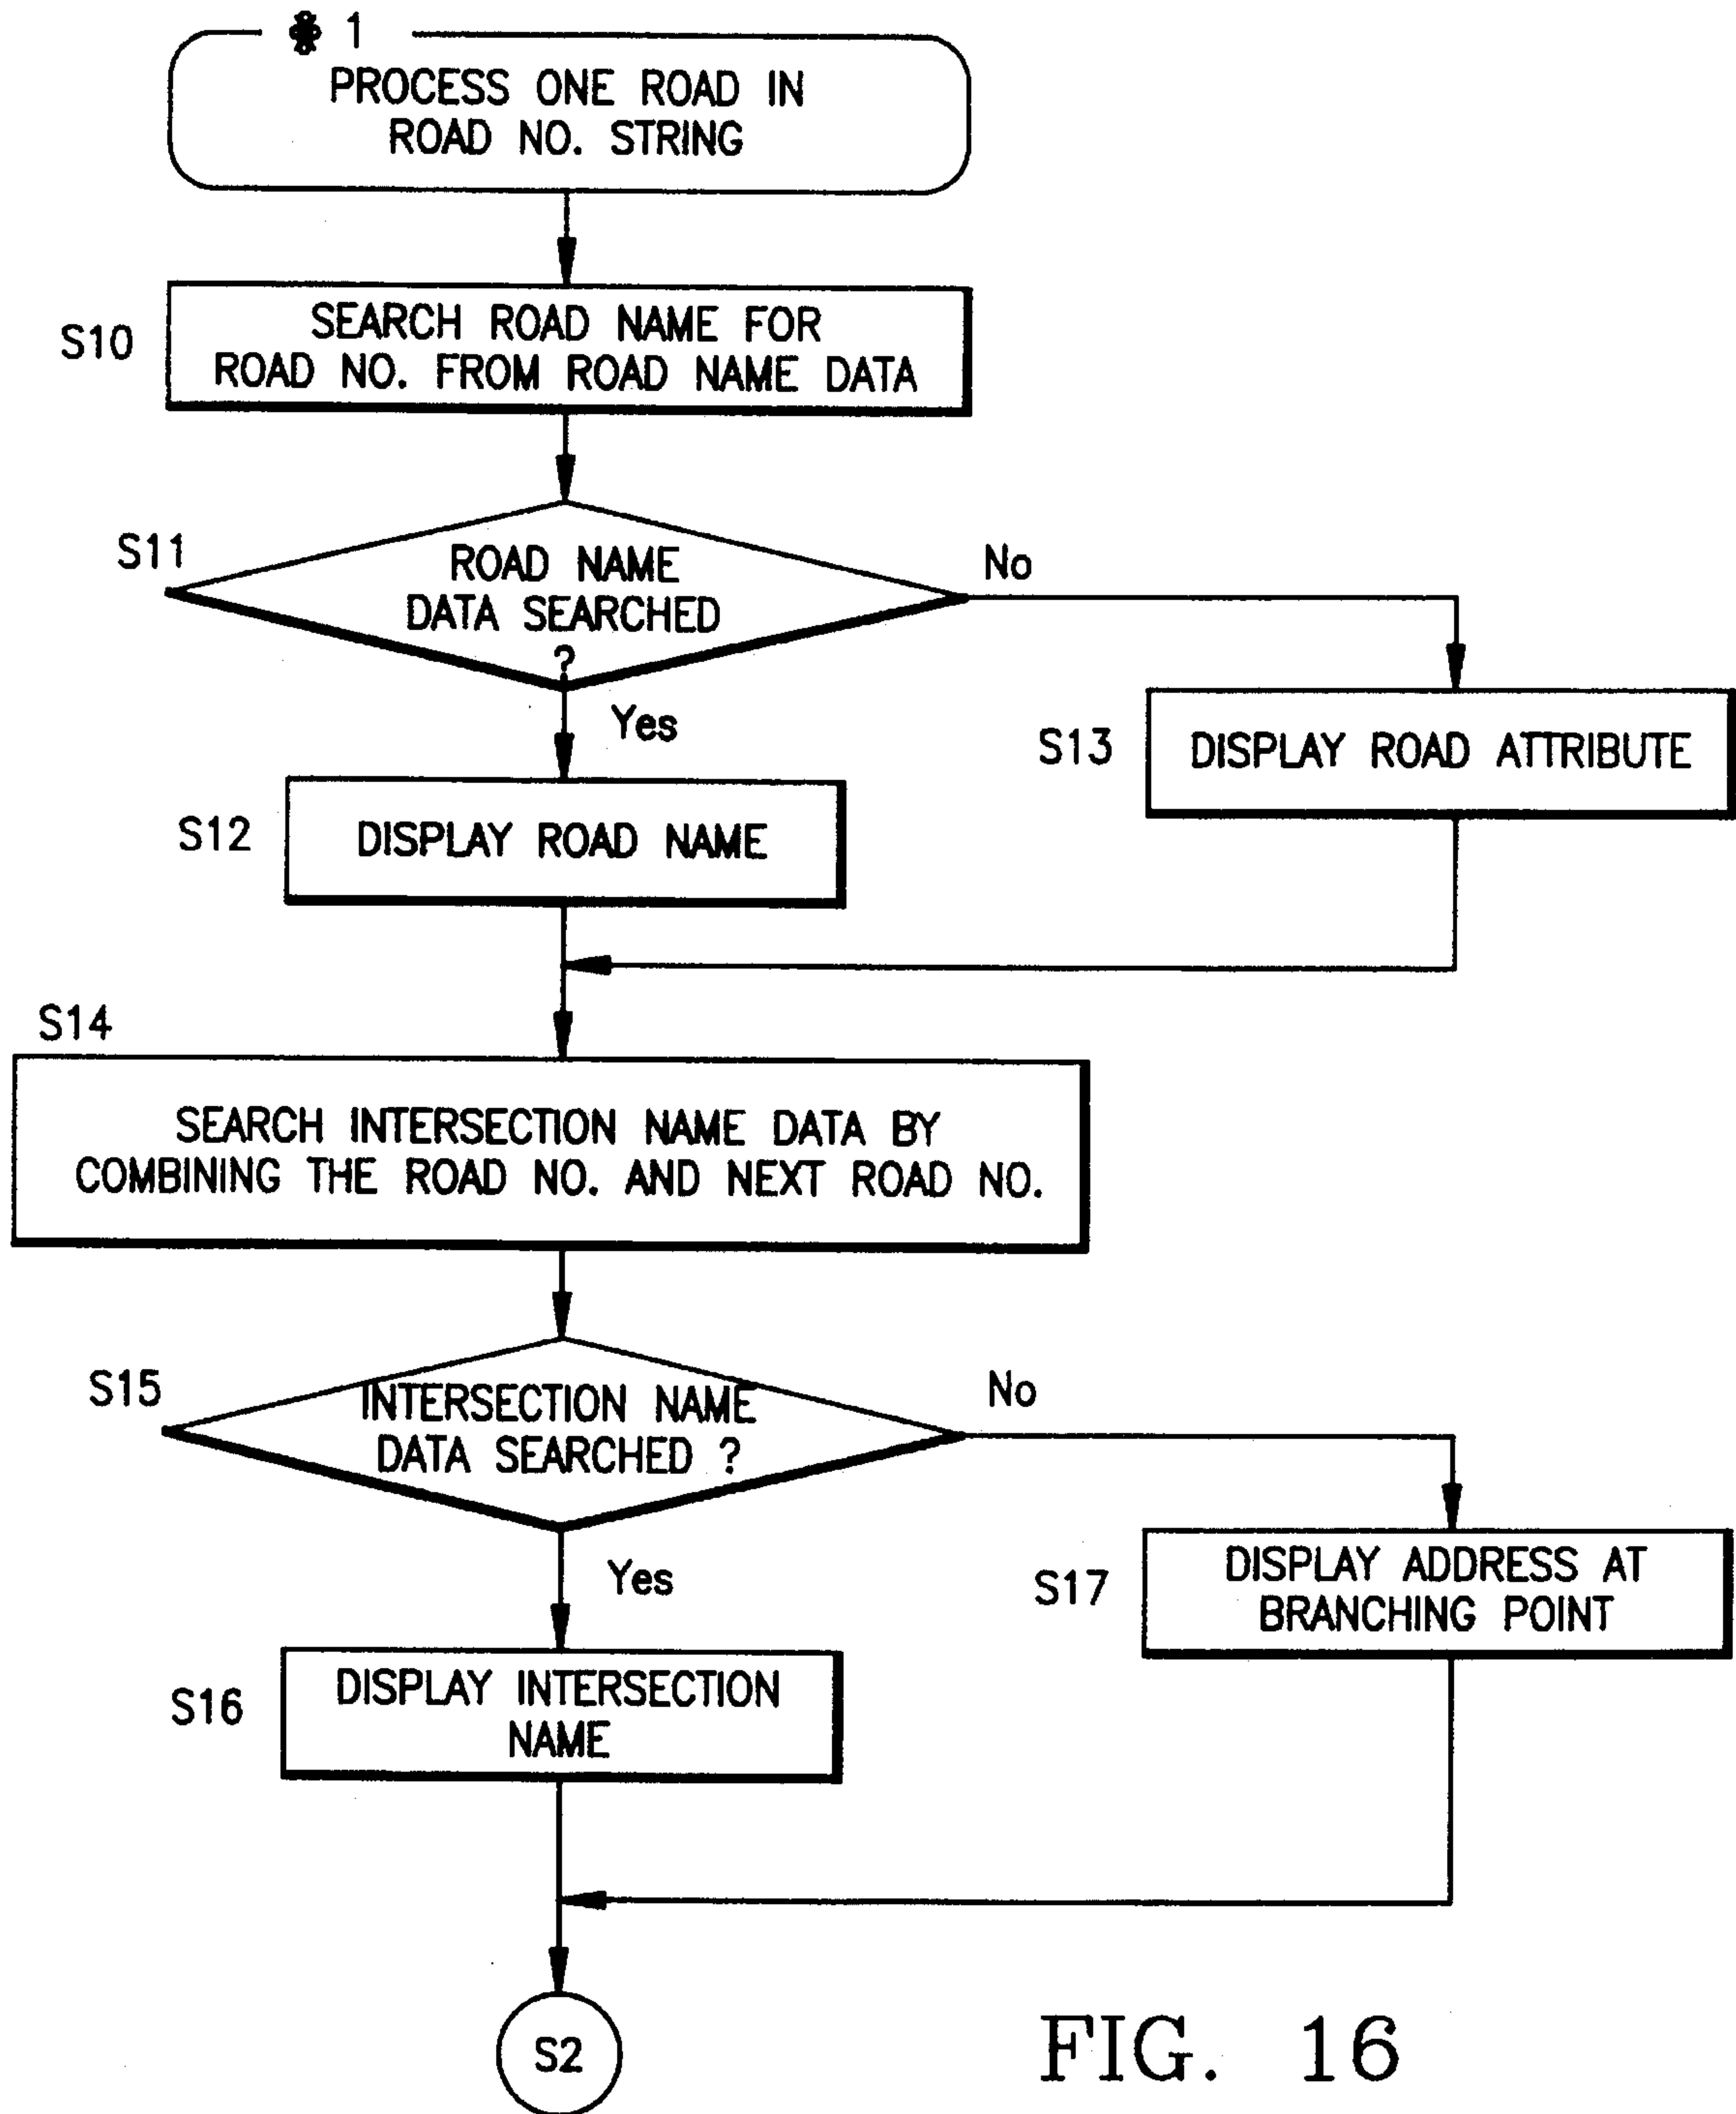 * 1
PROCESS ONE ROAD IN
ROAD NO. STRING
S10
SEARCH ROAD NAME FOR
ROAD NO. FROM ROAD NAME DATA
S11
ROAD NAME
DATA SEARCHED
?
No
Yes
S13
DISPLAY ROAD ATTRIBUTE
S12
DISPLAY ROAD NAME
S14
SEARCH INTERSECTION NAME DATA BY
COMBINING THE ROAD NO. AND NEXT ROAD NO.
S15
INTERSECTION NAME
DATA SEARCHED ?
No
Yes
S17
DISPLAY ADDRESS AT
BRANCHING POINT
S16
DISPLAY INTERSECTION
NAME
S2
FIG. 16